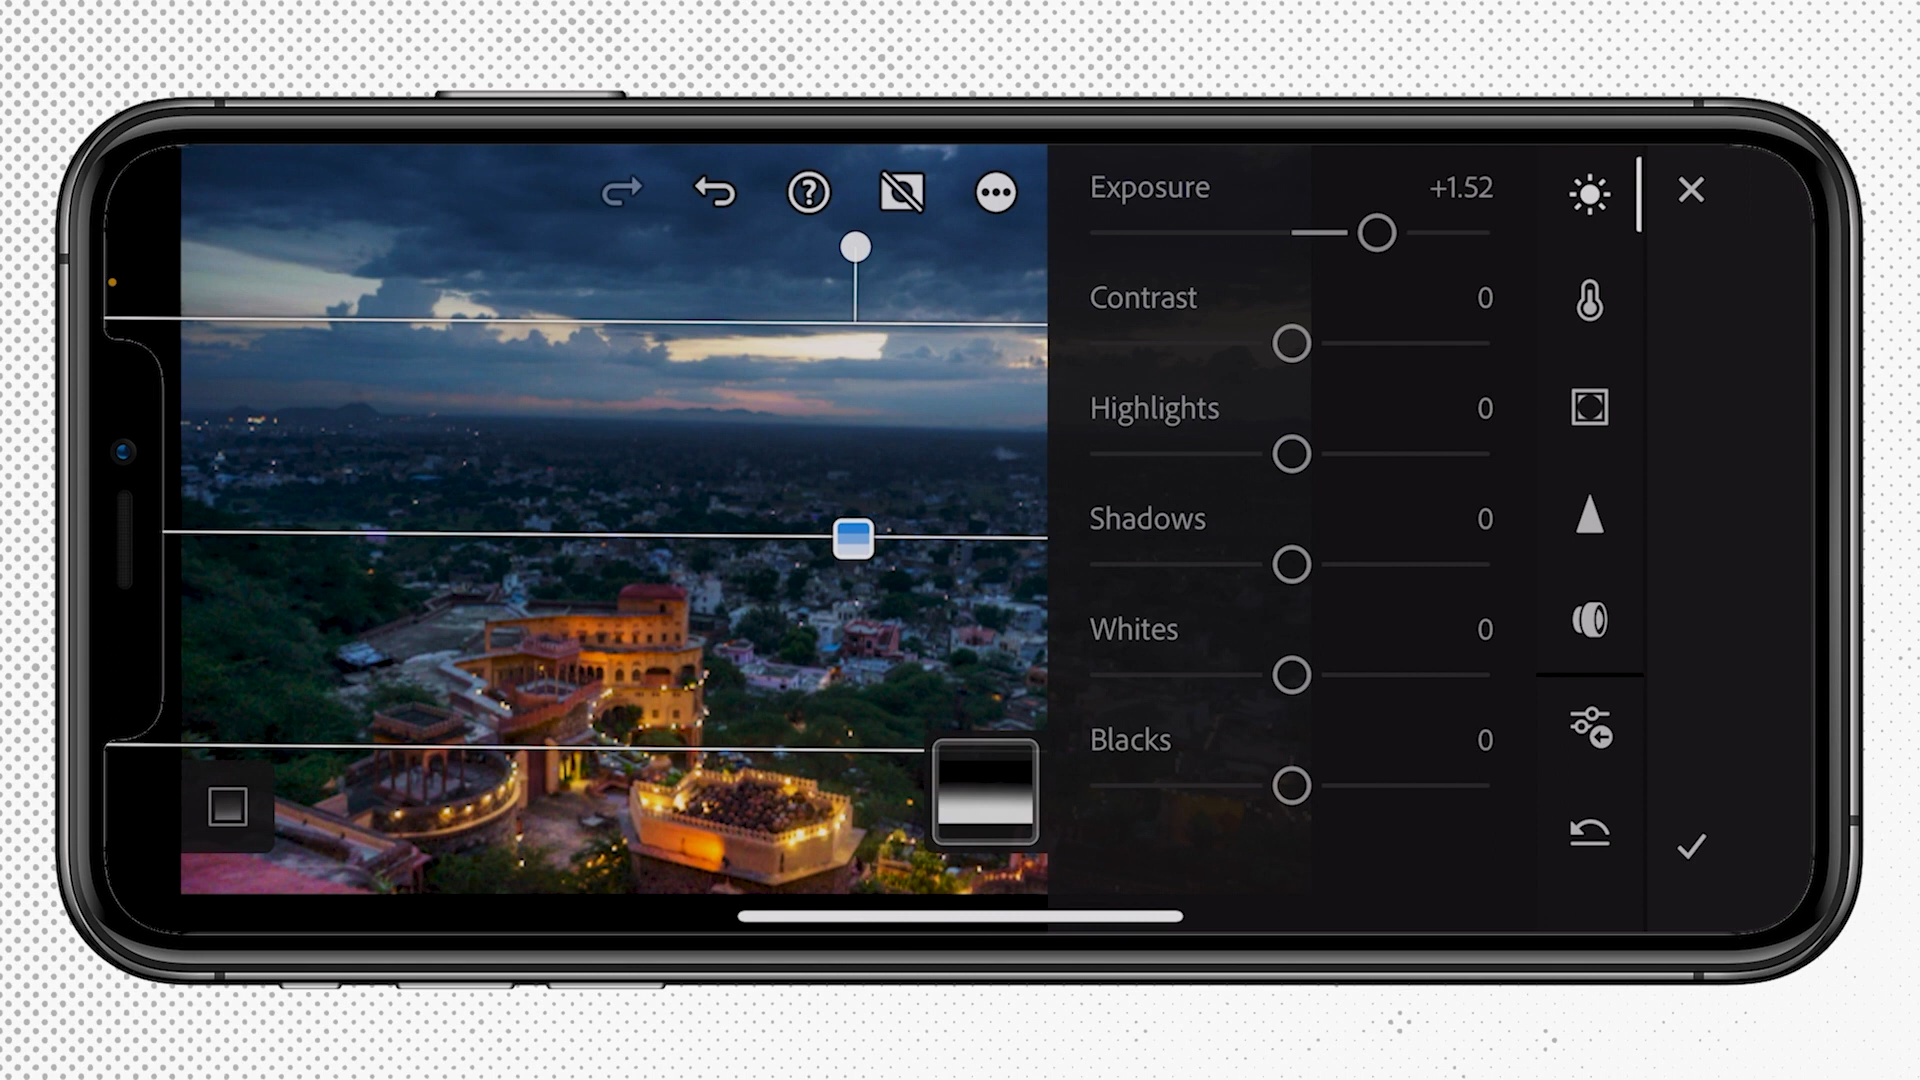 Exposure +1.52
Contrast 0
Highlights 0
Shadows 0
Whites 0
Blacks 0